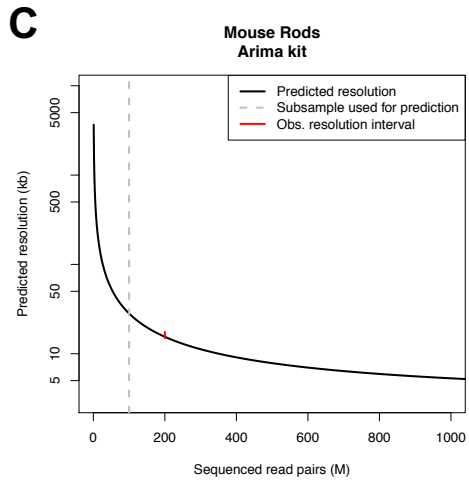 C
Mouse Rods
Arima kit
Predicted resolution
Subsample used for prediction
Obs. resolution interval
Predicted resolution (kb)
5000
500
50
10
5
0 200 400 600 800 1000
Sequenced read pairs (M)